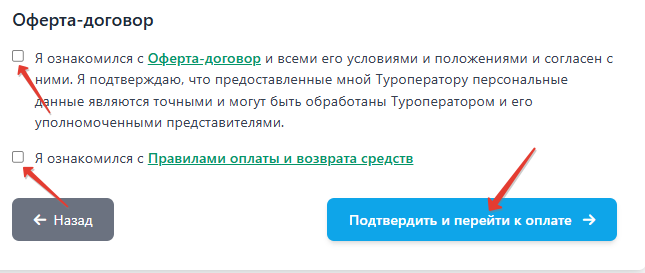 Оферта-договор
Я ознакомился с Оферта-договор и всеми его условиями и положениями и согласен с
ними. Я подтверждаю, что предоставленные мной Туроператору персональные
данные являются точными и могут быть обработаны Туроператором и его
уполномоченными представителями.
Я ознакомился с Правилами оплаты и возврата средств
Назад
Подтвердить и перейти к оплате